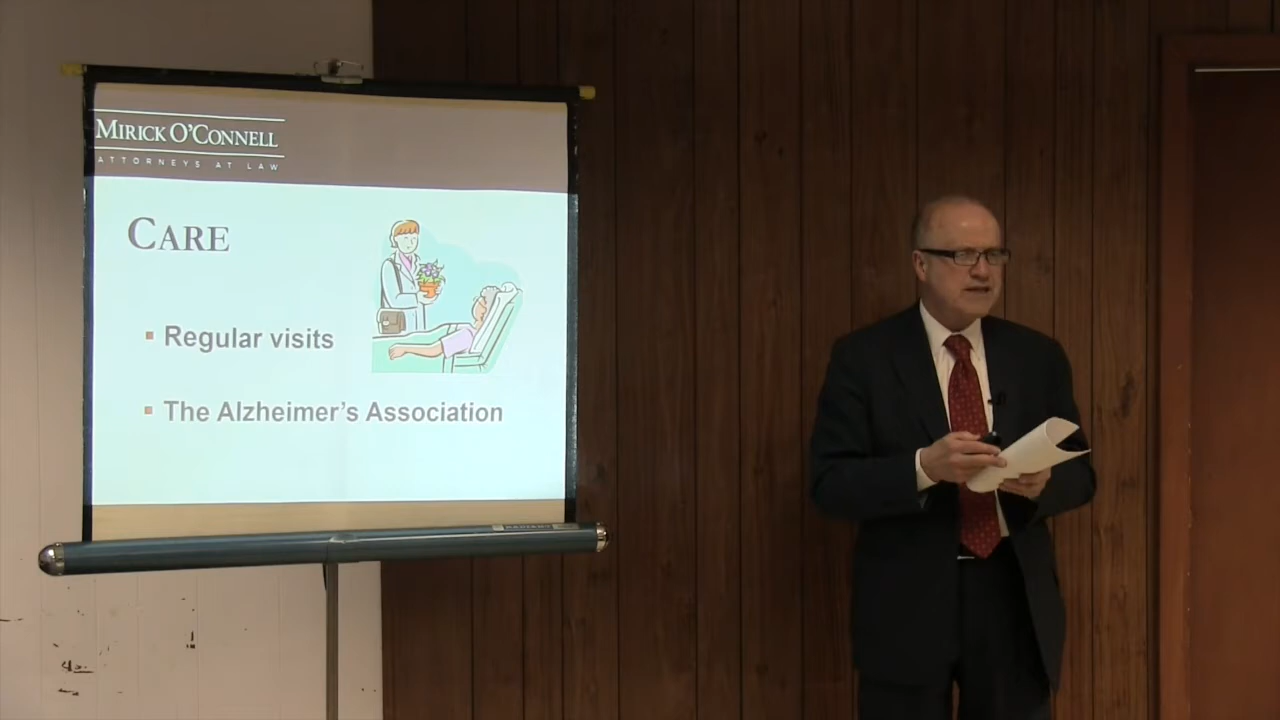 MIRICK O'CONNELL
ATTORNEYS AT LAW
CARE
Regular visits
The Alzheimer's Association